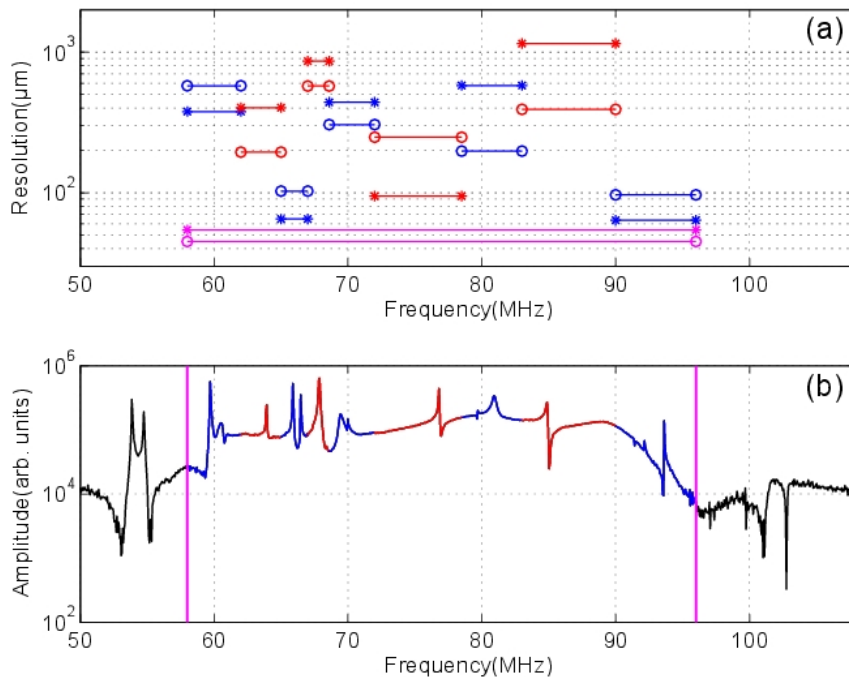 (a)
Resolution(μm)
10³
10²
50 60 70 80 90 100
Frequency(MHz)
(b)
Amplitude(arb. units)
10⁶
10⁴
10²
50 60 70 80 90 100
Frequency(MHz)